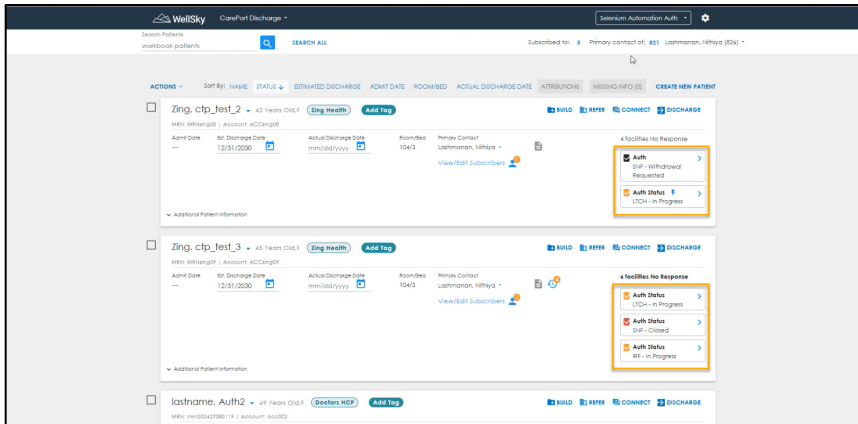 WellSky CarePort Discharge
Selenium Automation Auth
Search Patients
workbook patients
SEARCH ALL
Subscribed to: # Primary contact of: 821 Lashmanan, Nithiya (826)
ACTIONS Sort By: NAME STATUS ESTIMATED DISCHARGE ADMIT DATE ROOM/BED ACTUAL DISCHARGE DATE ATTRIBUTIONS MISSING INFO (0) CREATE NEW PATIENT
Zing, ctp_test_2 42 Years Old,F Zing Health Add Tag BUILD REFER CONNECT DISCHARGE
MRN: MRNzing08 | Account: ACCzing08
Admit Date Est. Discharge Date Actual Discharge Date Room/Bed Primary Contact 4 facilities No Response
--- 12/31/2030 mm/dd/yyyy 104/3 Lashmanan, Nithiya
View/Edit Subscribers
Auth
SNF - Withdrawal
Requested
Auth Status
LTCH - In Progress
Additional Patient Information
Zing, ctp_test_3 45 Years Old,F Zing Health Add Tag BUILD REFER CONNECT DISCHARGE
MRN: MRNzing09 | Account: ACCzing09
Admit Date Est. Discharge Date Actual Discharge Date Room/Bed Primary Contact 6 facilities No Response
--- 12/31/2030 mm/dd/yyyy 104/3 Lashmanan, Nithiya
View/Edit Subscribers
Auth Status
LTCH - In Progress
Auth Status
SNF - Closed
Auth Status
IRF - In Progress
Additional Patient Information
lastname, Auth2 69 Years Old,F Doctors HCP Add Tag BUILD REFER CONNECT DISCHARGE
MRN: mrn202427080119 | Account: acc002